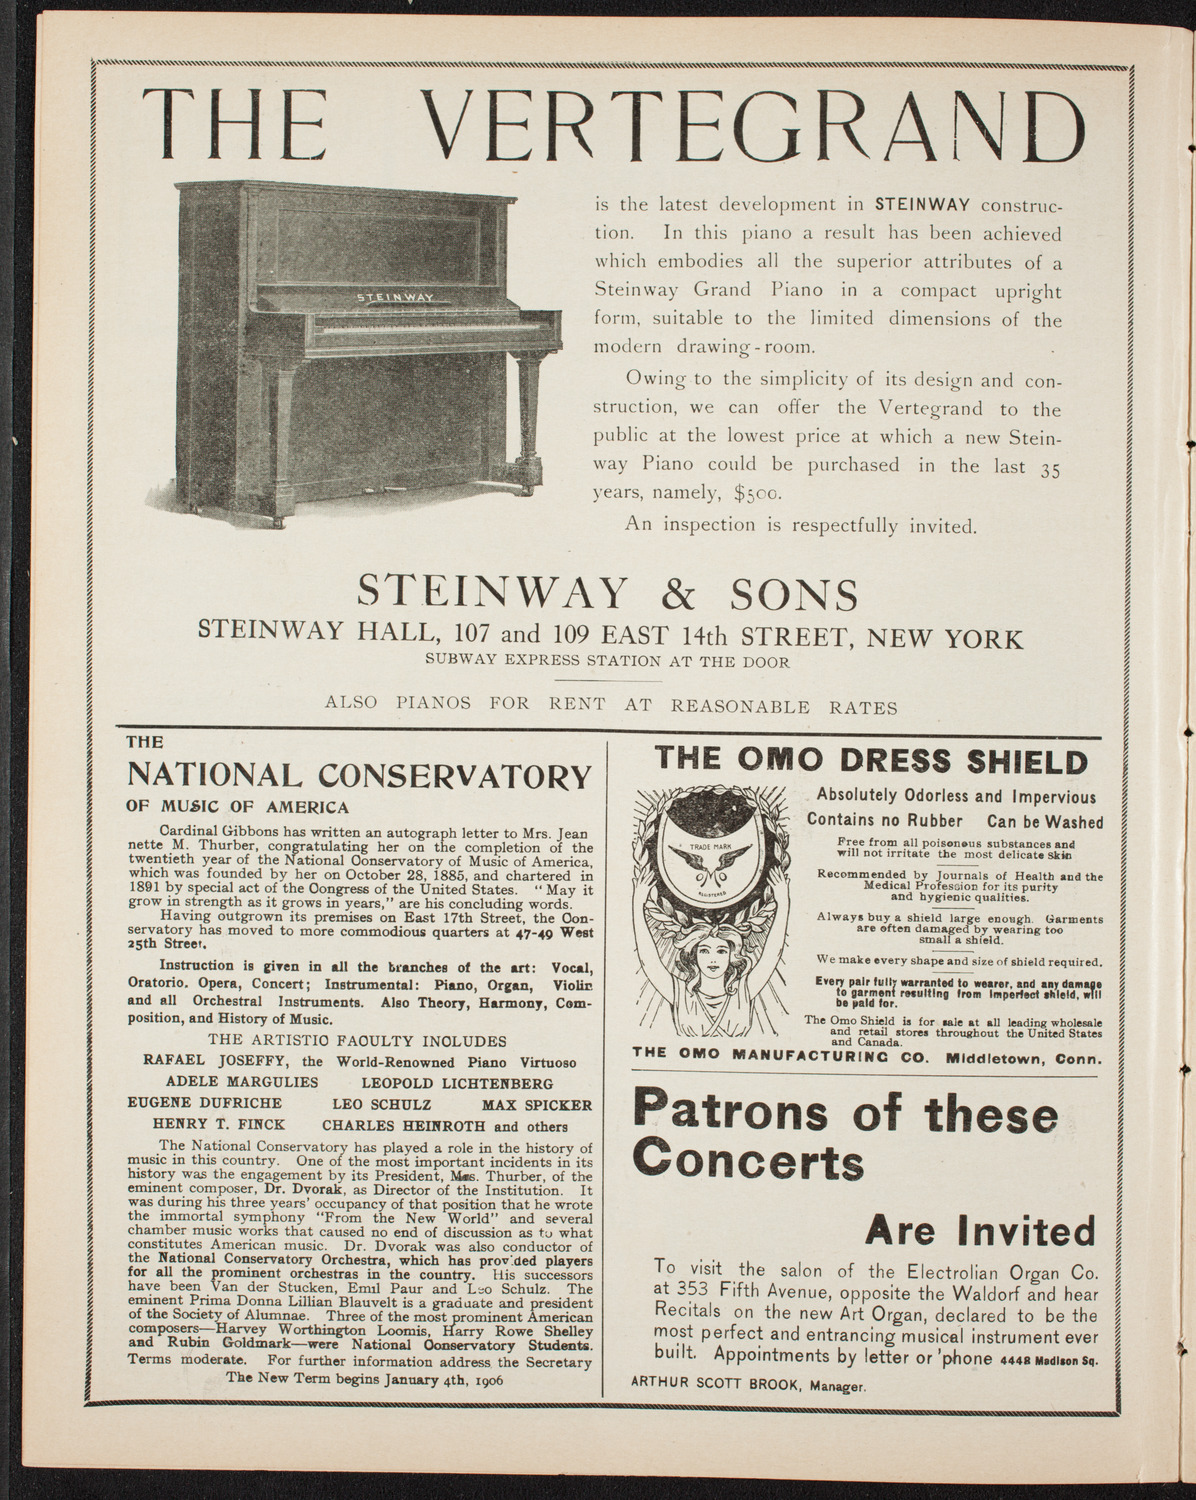 THE VERTEGRAND
STEINWAY
is the latest development in STEINWAY construc-
tion. In this piano a result has been achieved
which embodies all the superior attributes of a
Steinway Grand Piano in a compact upright
form, suitable to the limited dimensions of the
modern drawing-room.
Owing to the simplicity of its design and con-
struction, we can offer the Vertegrand to the
public at the lowest price at which a new Stein-
way Piano could be purchased in the last 35
years, namely, $500.
An inspection is respectfully invited.
STEINWAY & SONS
STEINWAY HALL, 107 and 109 EAST 14th STREET, NEW YORK
SUBWAY EXPRESS STATION AT THE DOOR
ALSO PIANOS FOR RENT AT REASONABLE RATES
THE
NATIONAL CONSERVATORY
OF MUSIC OF AMERICA
Cardinal Gibbons has written an autograph letter to Mrs. Jean
nette M. Thurber, congratulating her on the completion of the
twentieth year of the National Conservatory of Music of America,
which was founded by her on October 28, 1885, and chartered in
1891 by special act of the Congress of the United States. "May it
grow in strength as it grows in years," are his concluding words.
Having outgrown its premises on East 17th Street, the Con-
servatory has moved to more commodious quarters at 47-49 West
25th Street.
Instruction is given in all the branches of the art: Vocal,
Oratorio. Opera, Concert; Instrumental: Piano, Organ, Violin
and all Orchestral Instruments. Also Theory, Harmony, Com-
position, and History of Music.
THE ARTISTIC FACULTY INCLUDES
RAFAEL JOSEFFY, the World-Renowned Piano Virtuoso
ADELE MARGULIES LEOPOLD LICHTENBERG
EUGENE DUFRICHE LEO SCHULZ MAX SPICKER
HENRY T. FINCK CHARLES HEINROTH and others
The National Conservatory has played a role in the history of
music in this country. One of the most important incidents in its
history was the engagement by its President, Mrs. Thurber, of the
eminent composer, Dr. Dvorak, as Director of the Institution. It
was during his three years' occupancy of that position that he wrote
the immortal symphony "From the New World" and several
chamber music works that caused no end of discussion as to what
constitutes American music. Dr. Dvorak was also conductor of
the National Conservatory Orchestra, which has provided players
for all the prominent orchestras in the country. His successors
have been Van der Stucken, Emil Paur and Leo Schulz. The
eminent Prima Donna Lillian Blauvelt is a graduate and president
of the Society of Alumnae. Three of the most prominent American
composers—Harvey Worthington Loomis, Harry Rowe Shelley
and Rubin Goldmark—were National Conservatory Students.
Terms moderate. For further information address the Secretary
The New Term begins January 4th, 1906
THE OMO DRESS SHIELD
TRADE MARK
REGISTERED
Absolutely Odorless and Impervious
Contains no Rubber Can be Washed
Free from all poisonous substances and
will not irritate the most delicate skin
Recommended by Journals of Health and the
Medical Profession for its purity
and hygienic qualities.
Always buy a shield large enough. Garments
are often damaged by wearing too
small a shield.
We make every shape and size of shield required.
Every pair fully warranted to wearer, and any damage
to garment resulting from imperfect shield, will
be paid for.
The Omo Shield is for sale at all leading wholesale
and retail stores throughout the United States
and Canada.
THE OMO MANUFACTURING CO. Middletown, Conn.
Patrons of these
Concerts
Are Invited
To visit the salon of the Electrolian Organ Co.
at 353 Fifth Avenue, opposite the Waldorf and hear
Recitals on the new Art Organ, declared to be the
most perfect and entrancing musical instrument ever
built. Appointments by letter or 'phone 4448 Madison Sq.
ARTHUR SCOTT BROOK, Manager.